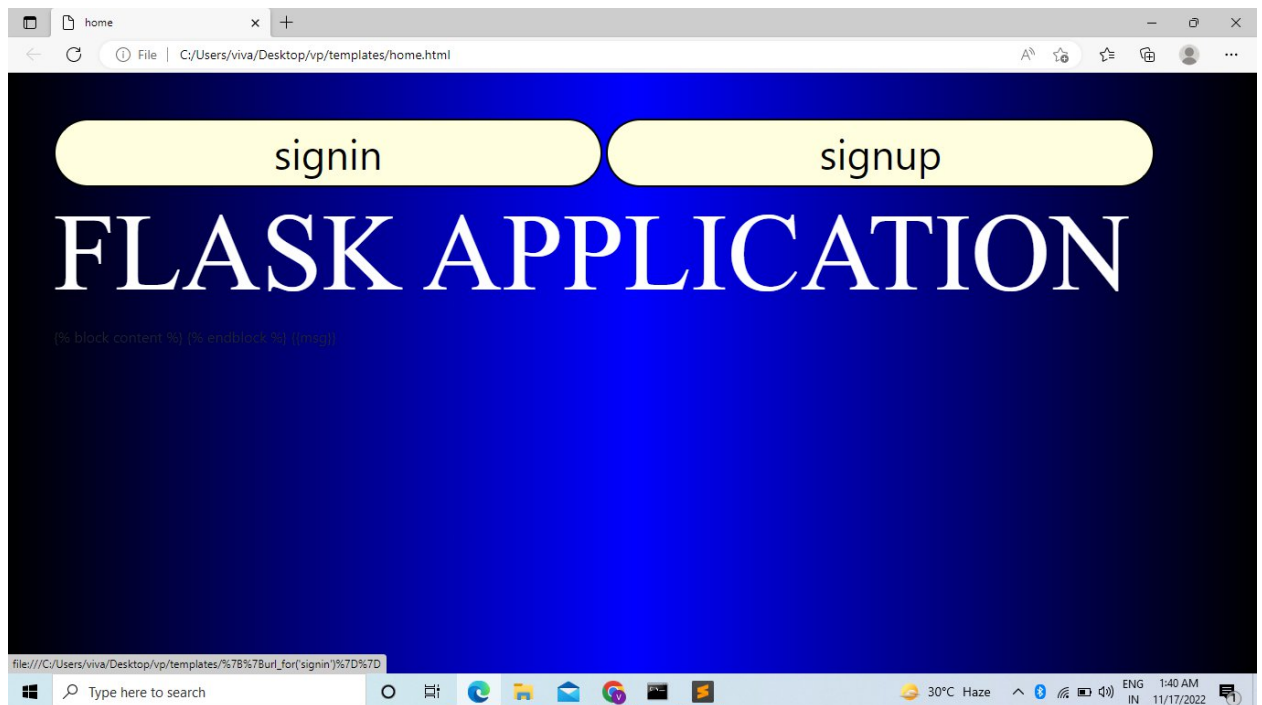 home
File | C:/Users/viva/Desktop/vp/templates/home.html
signin signup
FLASK APPLICATION
{% block content %} {% endblock %} {{msg}}
file:///C:/Users/viva/Desktop/vp/templates/%7B%7Burl_for('signin')%7D%7D
Type here to search 30°C Haze ENG 1:40 AM
IN 11/17/2022 1